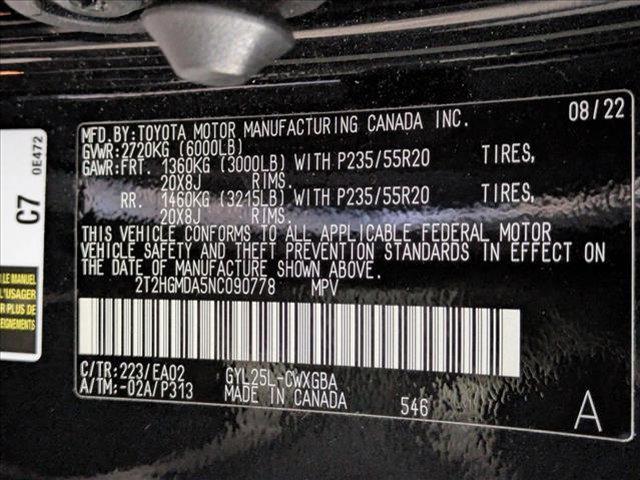 08/22
MFD.BY:TOYOTA MOTOR MANUFACTURING CANADA INC.
GVWR:2720KG (6000LB)
GAWR:FRT. 1360KG (3000LB) WITH P235/55R20 TIRES,
20X8J RIMS.
RR. 1460KG (3215LB) WITH P235/55R20 TIRES,
20X8J RIMS.
THIS VEHICLE CONFORMS TO ALL APPLICABLE FEDERAL MOTOR
VEHICLE SAFETY AND THEFT PREVENTION STANDARDS IN EFFECT ON
THE DATE OF MANUFACTURE SHOWN ABOVE.
2T2HGMDA5NC090778 MPV
C/TR:223/EA02 GYL25L-CWXGBA
A/TM:-02A/P313 MADE IN CANADA 546 A
C7
0E472
LE MANUEL
L'USAGER
R PLUS DE
EIGNEMENTS